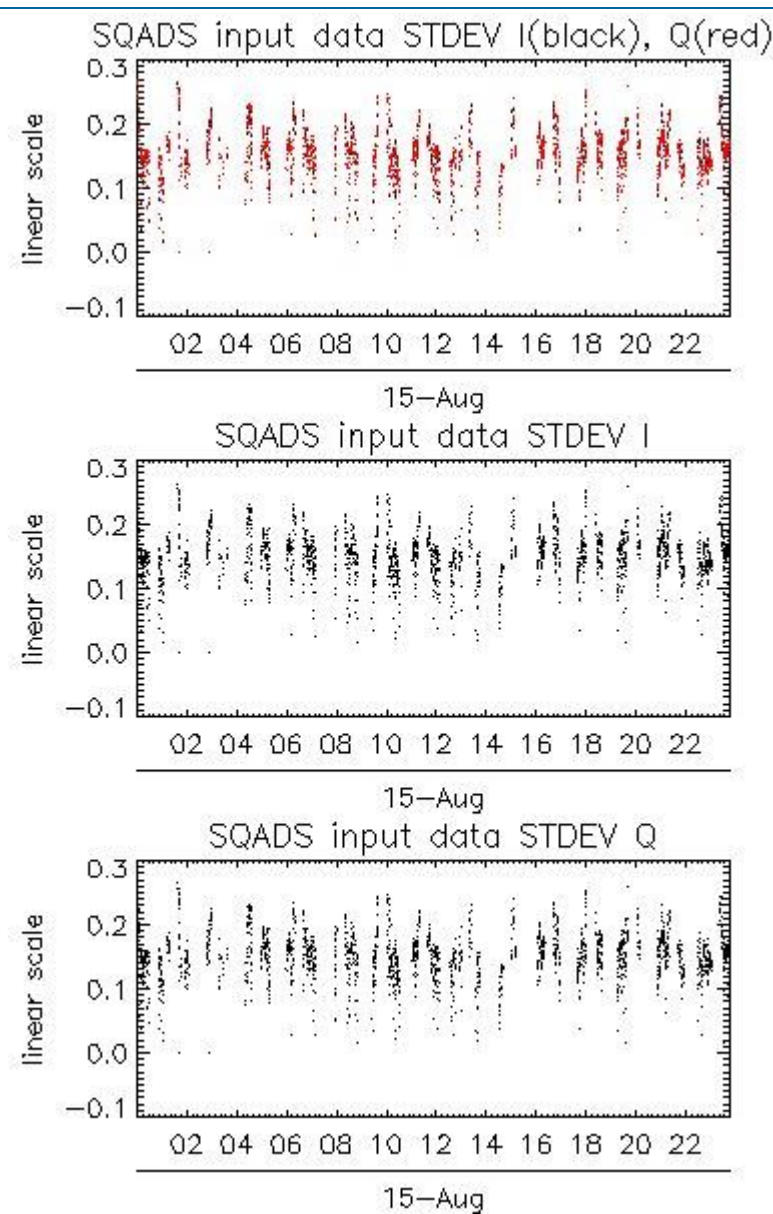 SQADS input data STDEV I(black), Q(red)
0.3
0.2
0.1
0.0
−0.1
linear scale
02 04 06 08 10 12 14 16 18 20 22
15−Aug
SQADS input data STDEV I
0.3
0.2
0.1
0.0
−0.1
linear scale
02 04 06 08 10 12 14 16 18 20 22
15−Aug
SQADS input data STDEV Q
0.3
0.2
0.1
0.0
−0.1
linear scale
02 04 06 08 10 12 14 16 18 20 22
15−Aug